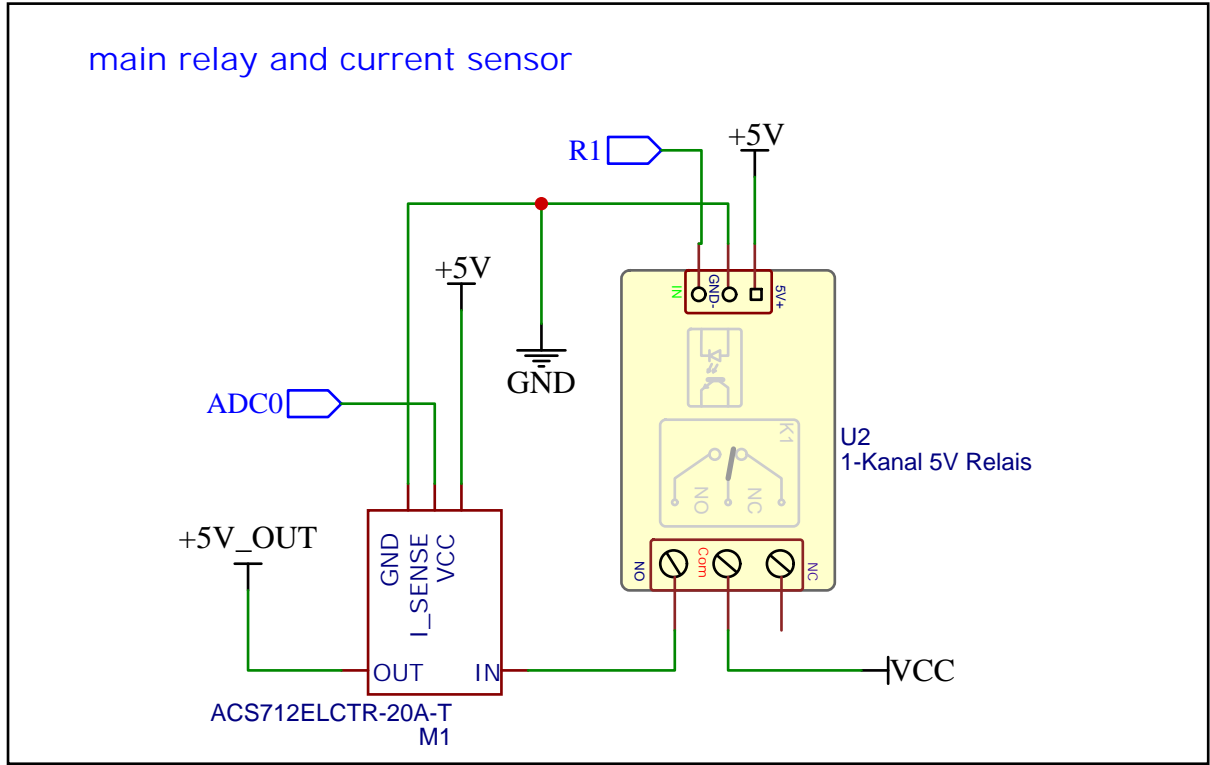 main relay and current sensor
R1
+5V
+5V
IN
GND-
5V+
GND
ADC0
K1
NO
NC
U2
1-Kanal 5V Relais
+5V_OUT
GND
I_SENSE
VCC
NO
Com
NC
OUT
IN
VCC
ACS712ELCTR-20A-T
M1